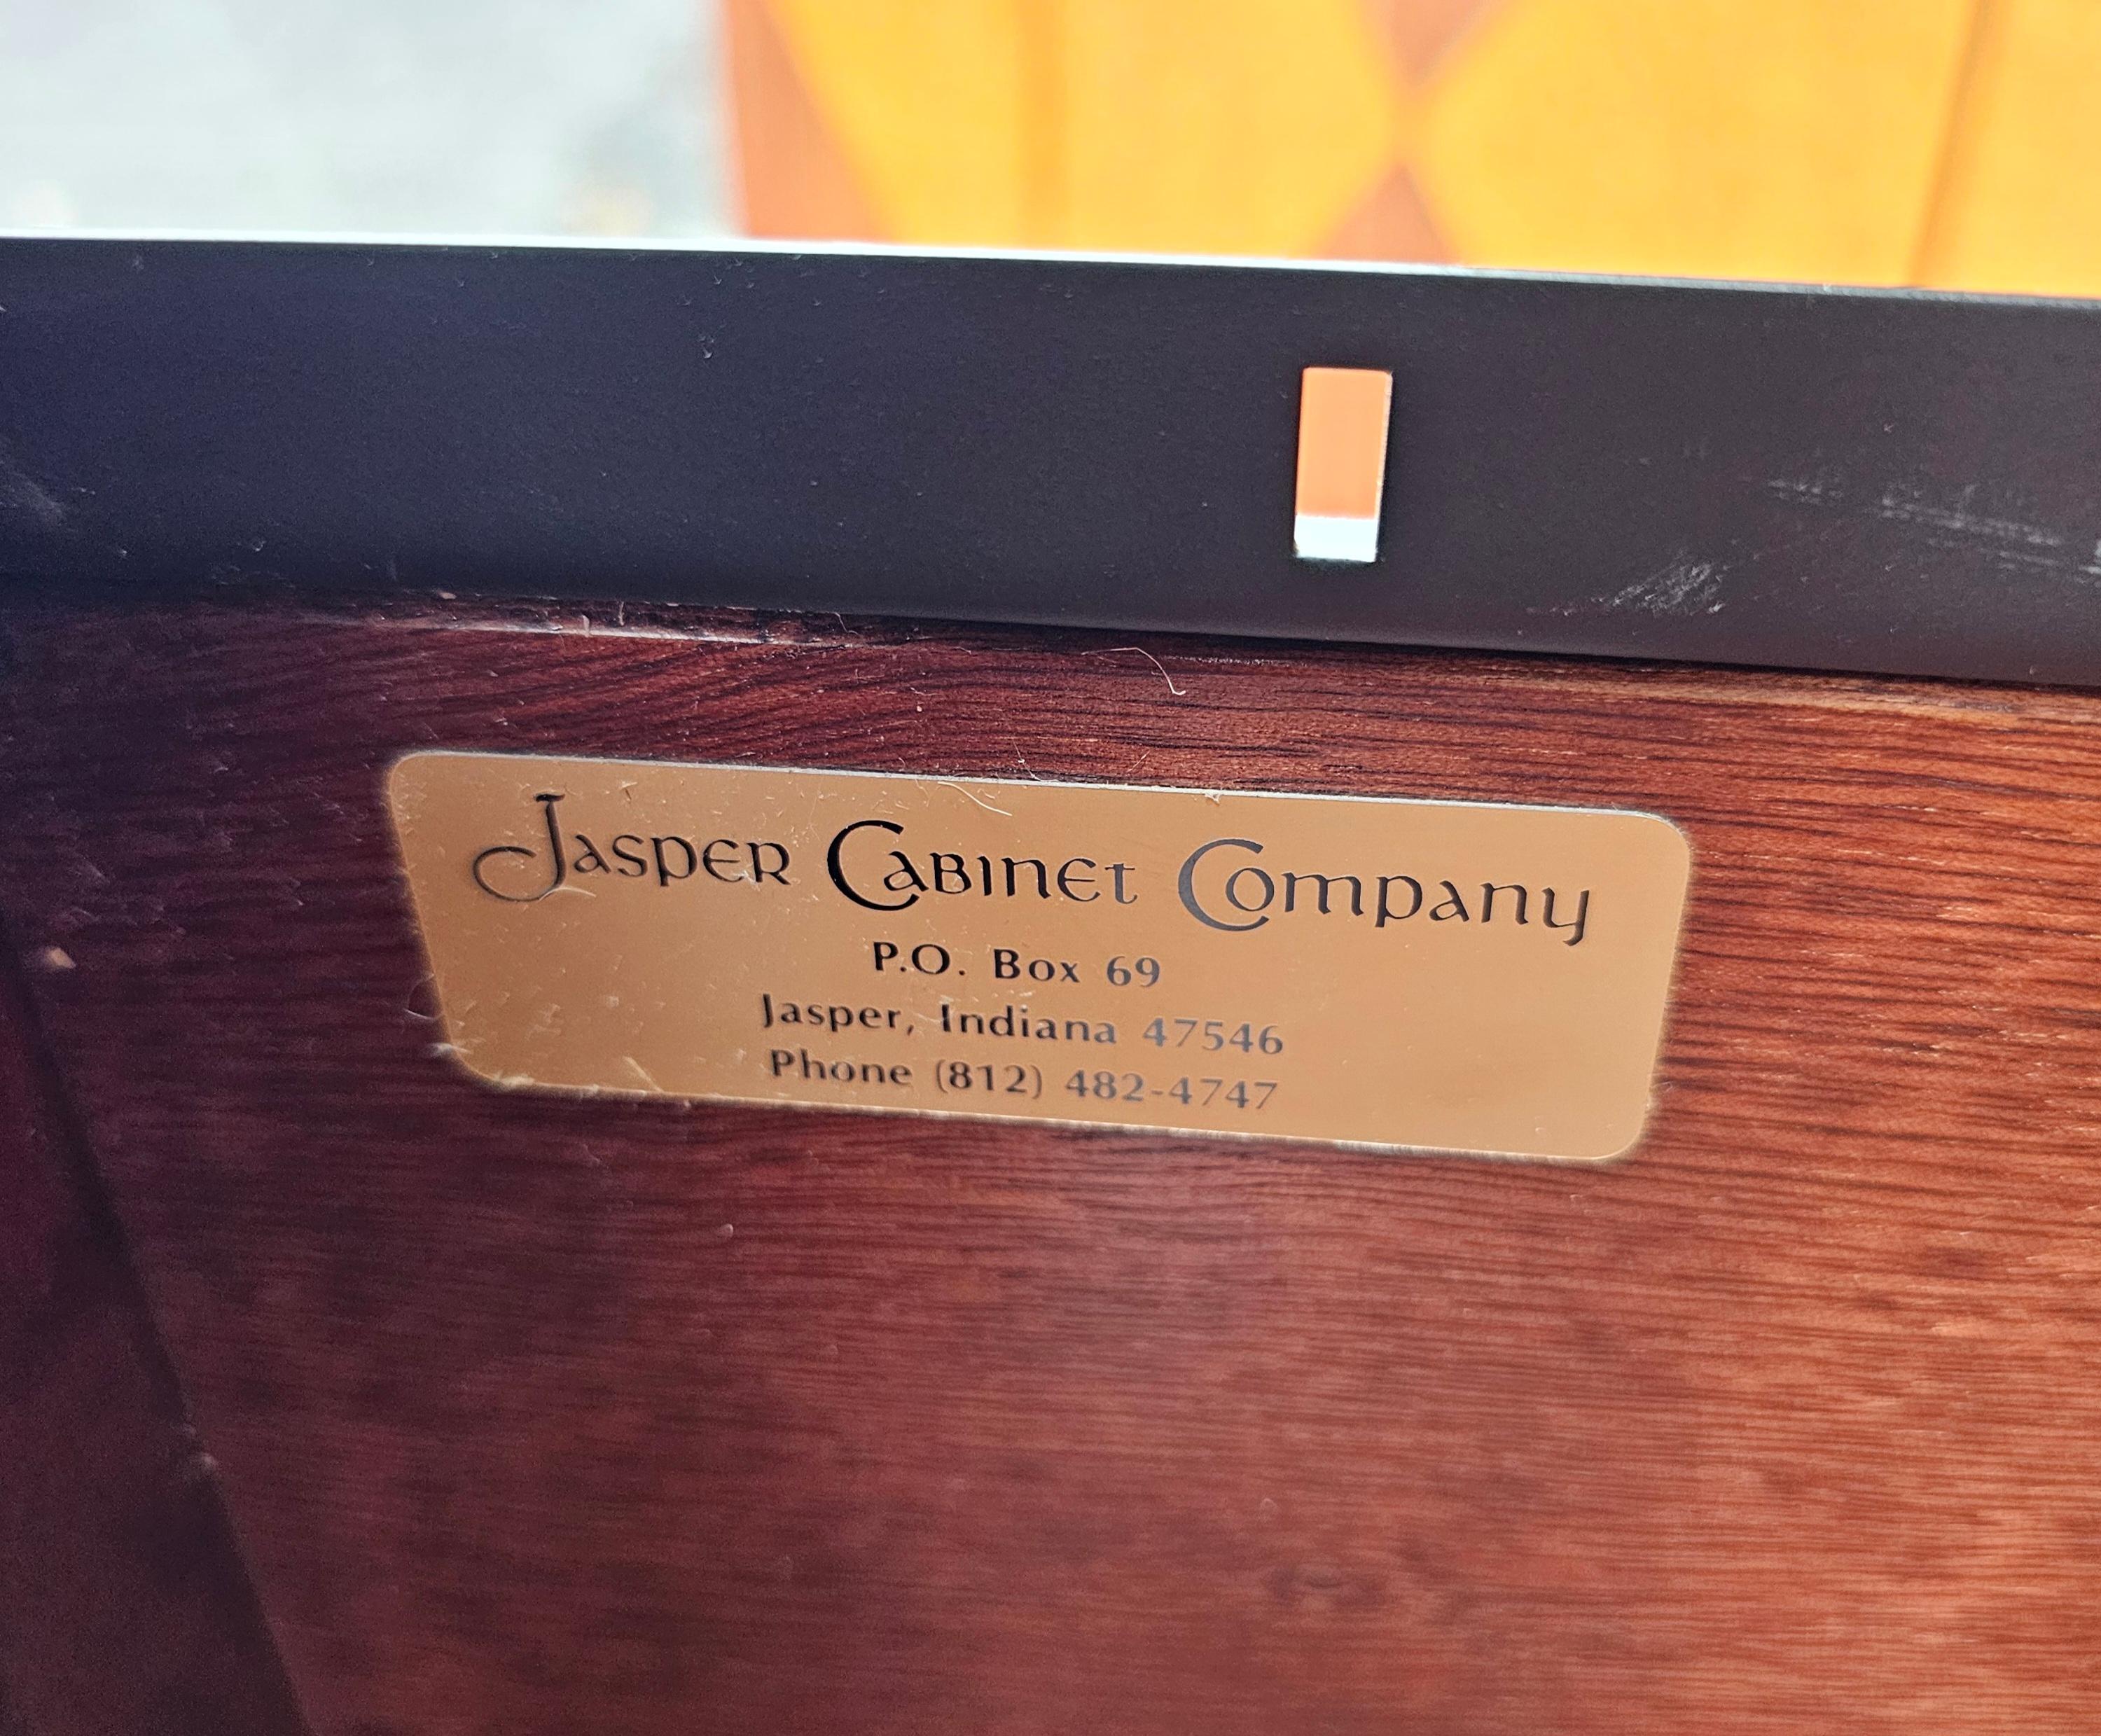 Jasper Cabinet Company
P.O. Box 69
Jasper, Indiana 47546
Phone (812) 482-4747